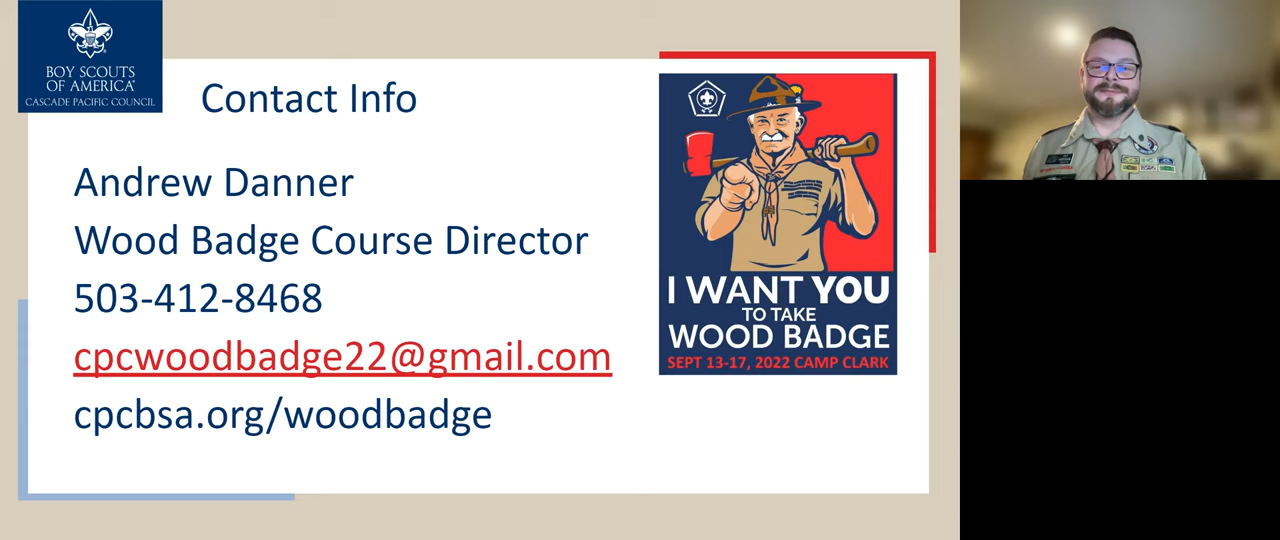 BOY SCOUTS
OF AMERICA®
CASCADE PACIFIC COUNCIL
Contact Info
Andrew Danner
Wood Badge Course Director
503-412-8468
cpcwoodbadge22@gmail.com
cpcbsa.org/woodbadge
I WANT YOU
TO TAKE
WOOD BADGE
SEPT 13-17, 2022 CAMP CLARK